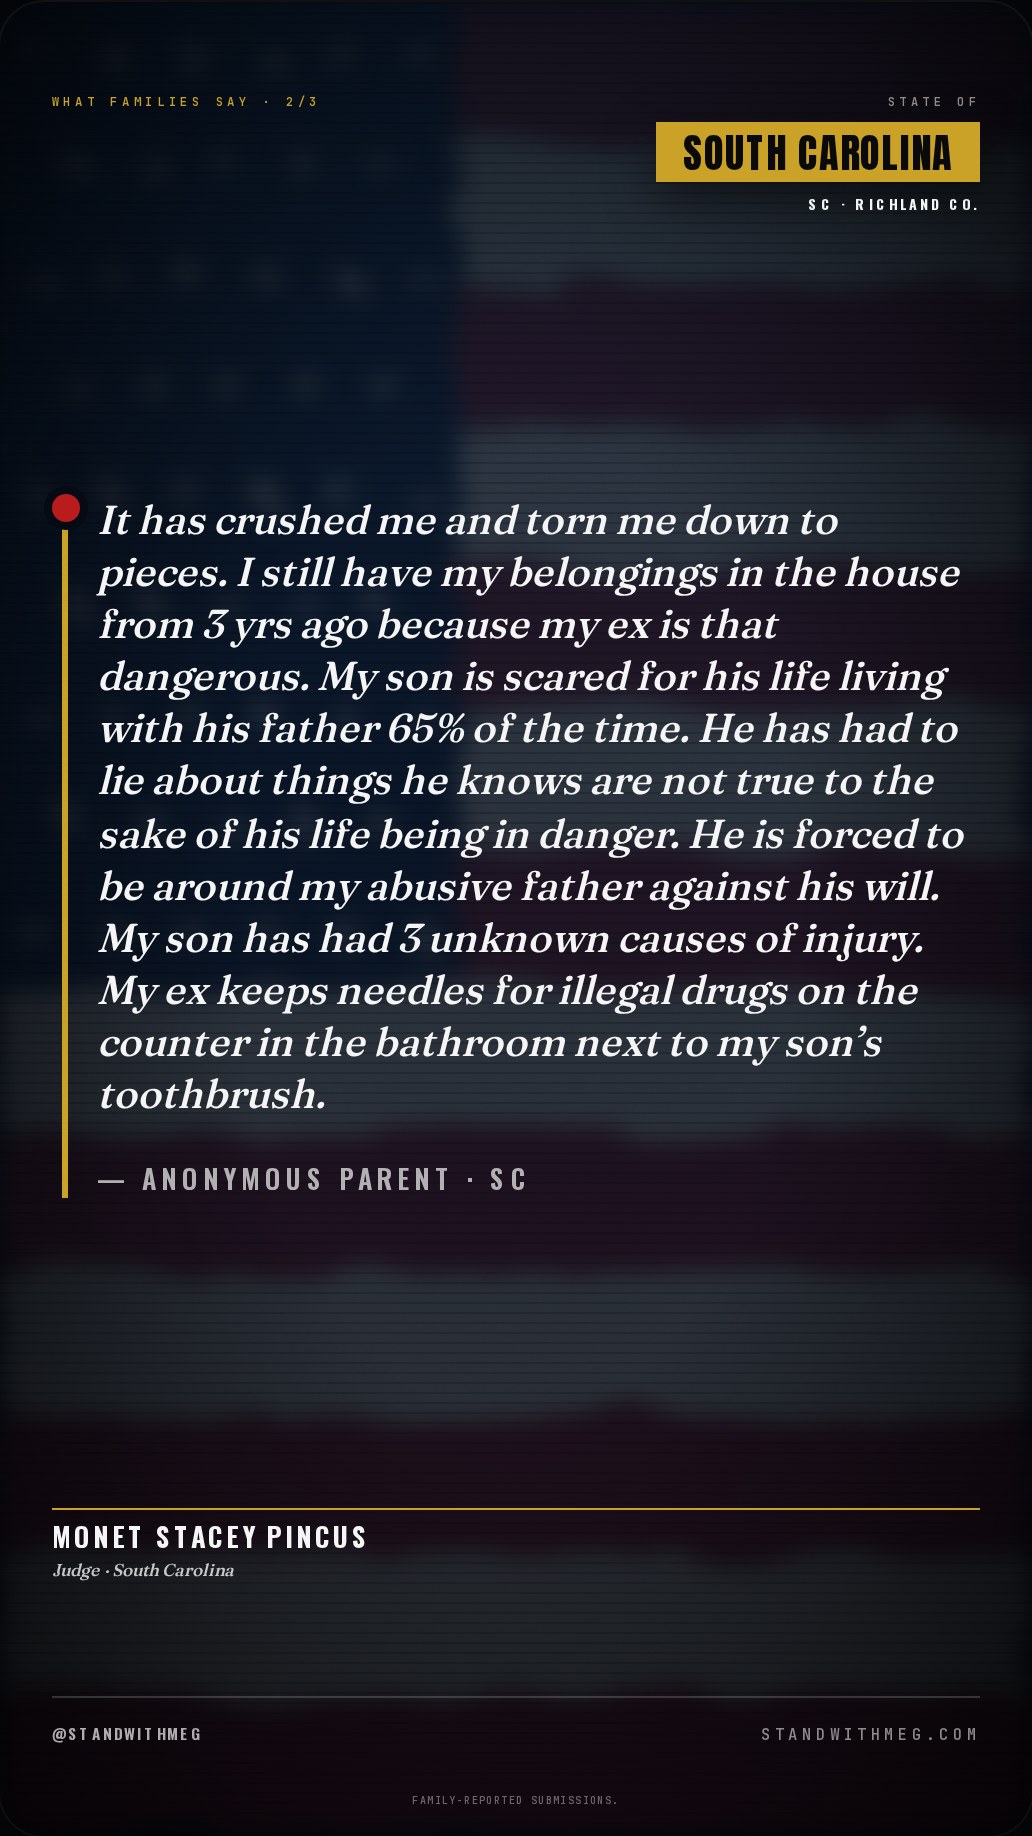 WHAT FAMILIES SAY · 2/3
STATE OF
SOUTH CAROLINA
SC · RICHLAND CO.
It has crushed me and torn me down to
pieces. I still have my belongings in the house
from 3 yrs ago because my ex is that
dangerous. My son is scared for his life living
with his father 65% of the time. He has had to
lie about things he knows are not true to the
sake of his life being in danger. He is forced to
be around my abusive father against his will.
My son has had 3 unknown causes of injury.
My ex keeps needles for illegal drugs on the
counter in the bathroom next to my son’s
toothbrush.
— ANONYMOUS PARENT · SC
MONET STACEY PINCUS
Judge · South Carolina
@STANDWITHMEG
STANDWITHMEG.COM
FAMILY-REPORTED SUBMISSIONS.